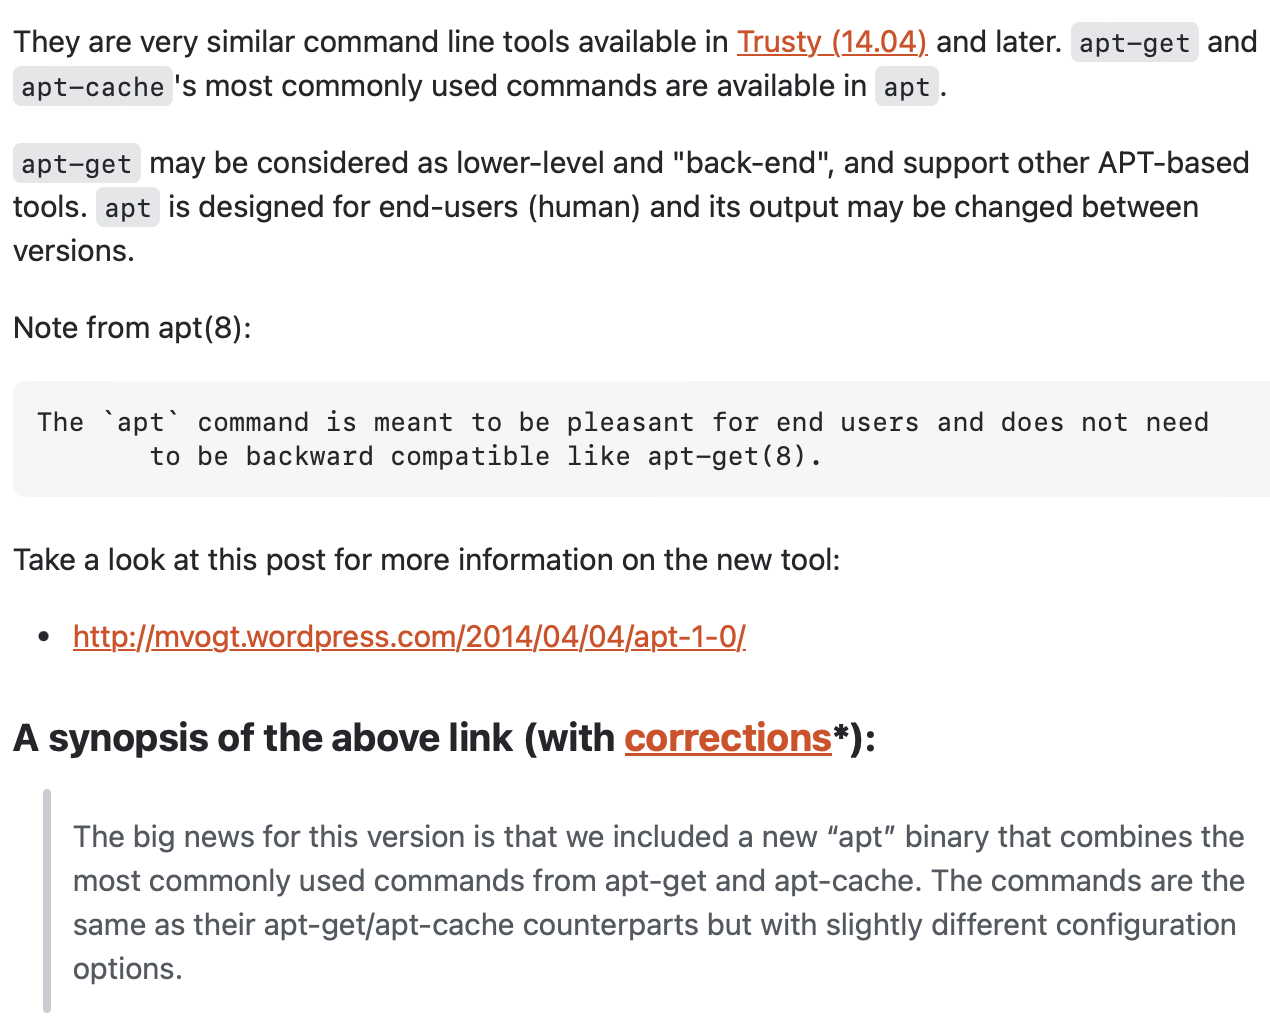 They are very similar command line tools available in Trusty (14.04) and later. apt-get and
apt-cache's most commonly used commands are available in apt.
apt-get may be considered as lower-level and "back-end", and support other APT-based
tools. apt is designed for end-users (human) and its output may be changed between
versions.
Note from apt(8):
The `apt` command is meant to be pleasant for end users and does not need
to be backward compatible like apt-get(8).
Take a look at this post for more information on the new tool:
• http://mvogt.wordpress.com/2014/04/04/apt-1-0/
A synopsis of the above link (with corrections*):
The big news for this version is that we included a new “apt” binary that combines the
most commonly used commands from apt-get and apt-cache. The commands are the
same as their apt-get/apt-cache counterparts but with slightly different configuration
options.